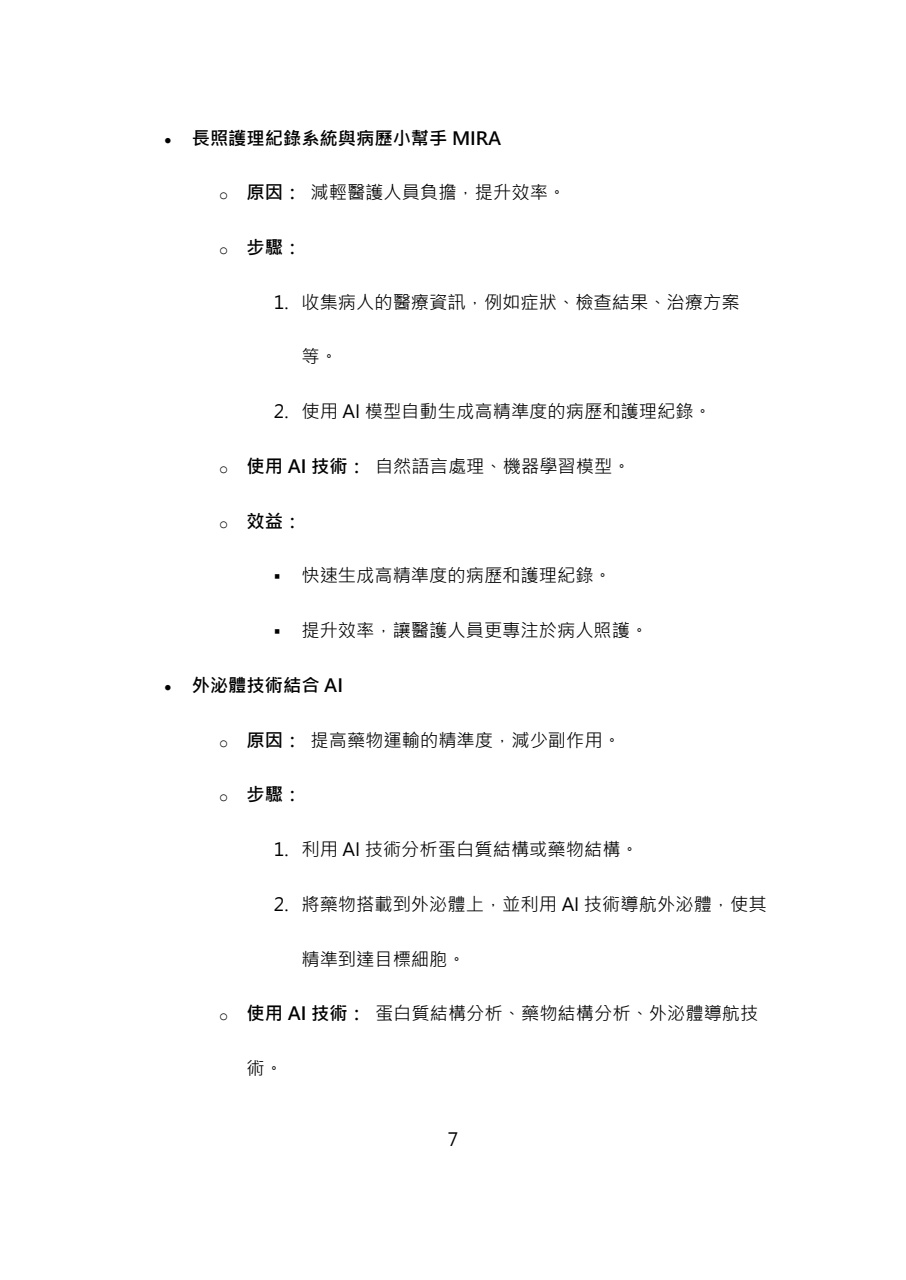 • 長照護理紀錄系統與病歷小幫手 MIRA
○ 原因： 減輕醫護人員負擔，提升效率。
○ 步驟：
1. 收集病人的醫療資訊，例如症狀、檢查結果、治療方案
等。
2. 使用 AI 模型自動生成高精準度的病歷和護理紀錄。
○ 使用 AI 技術： 自然語言處理、機器學習模型。
○ 效益：
▪ 快速生成高精準度的病歷和護理紀錄。
▪ 提升效率，讓醫護人員更專注於病人照護。
• 外泌體技術結合 AI
○ 原因： 提高藥物運輸的精準度，減少副作用。
○ 步驟：
1. 利用 AI 技術分析蛋白質結構或藥物結構。
2. 將藥物搭載到外泌體上，並利用 AI 技術導航外泌體，使其
精準到達目標細胞。
○ 使用 AI 技術： 蛋白質結構分析、藥物結構分析、外泌體導航技
術。
7